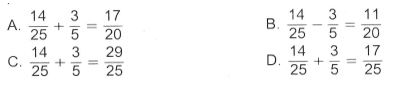 A. 14/25 + 3/5 = 17/20
B. 14/25 − 3/5 = 11/20
C. 14/25 + 3/5 = 29/25
D. 14/25 + 3/5 = 17/25